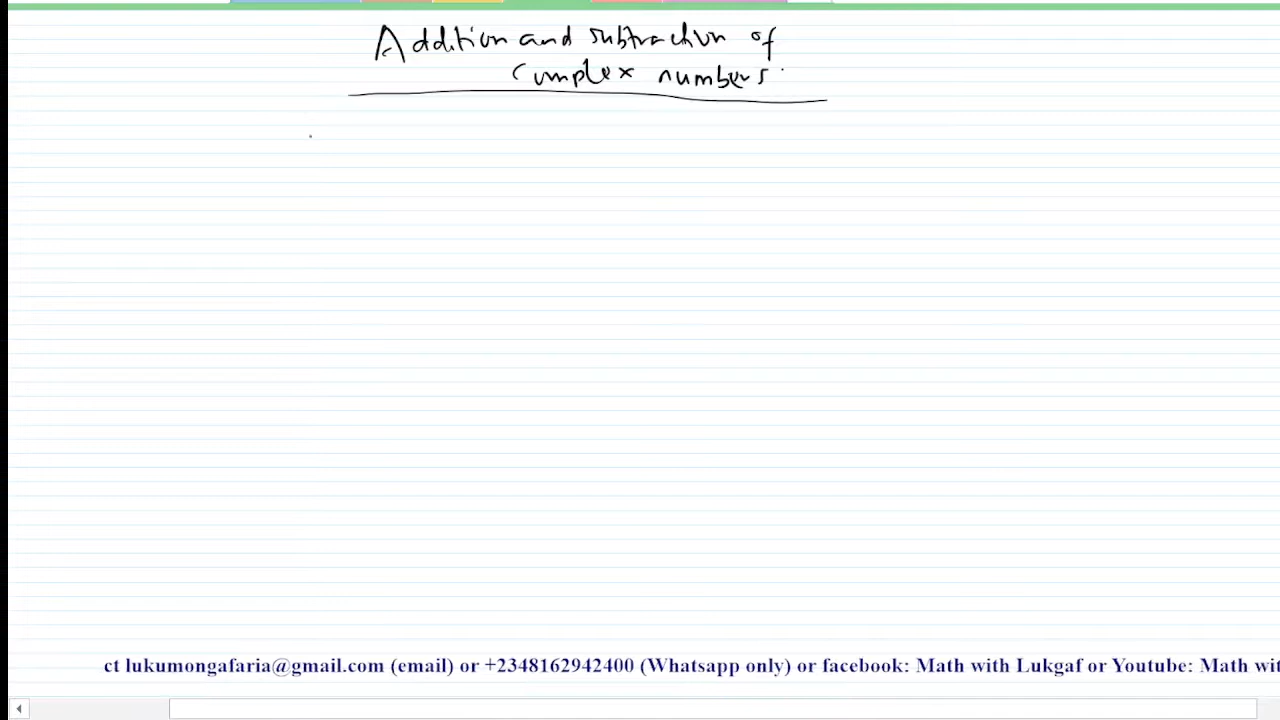 Addition and subtraction of
complex numbers.
ct lukumongafaria@gmail.com (email) or +2348162942400 (Whatsapp only) or facebook: Math with Lukgaf or Youtube: Math wit